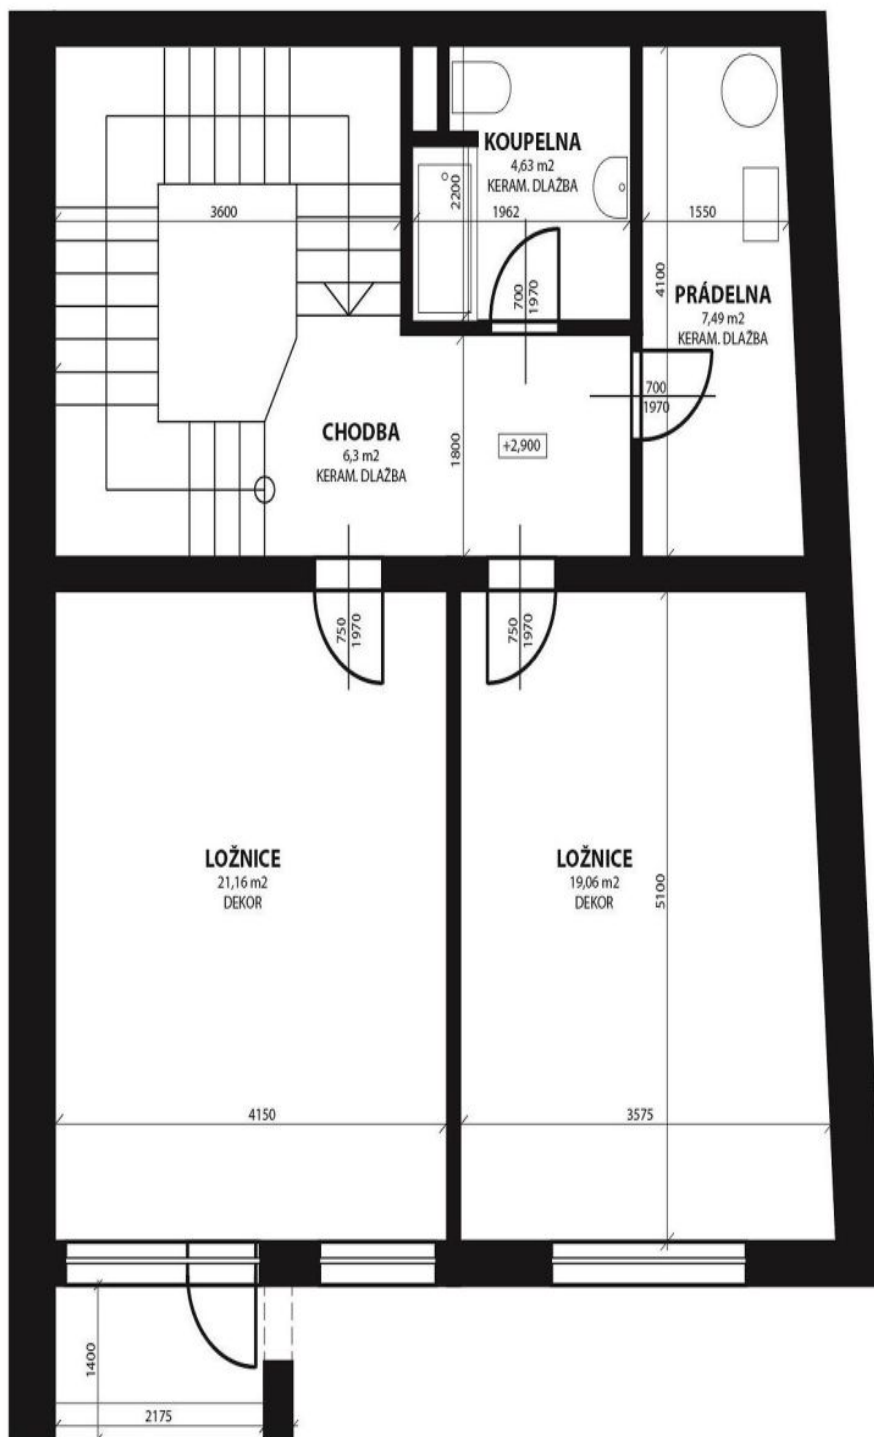 KOUPELNA
4,63 m2
KERAM. DLAŽBA
2200
3600
1962
1550
700
1970
4100
PRÁDELNA
7,49 m2
KERAM. DLAŽBA
700
1970
CHODBA
6,3 m2
KERAM. DLAŽBA
1800
+2,900
750
1970
750
1970
LOŽNICE
21,16 m2
DEKOR
LOŽNICE
19,06 m2
DEKOR
5100
4150
3575
1400
2175